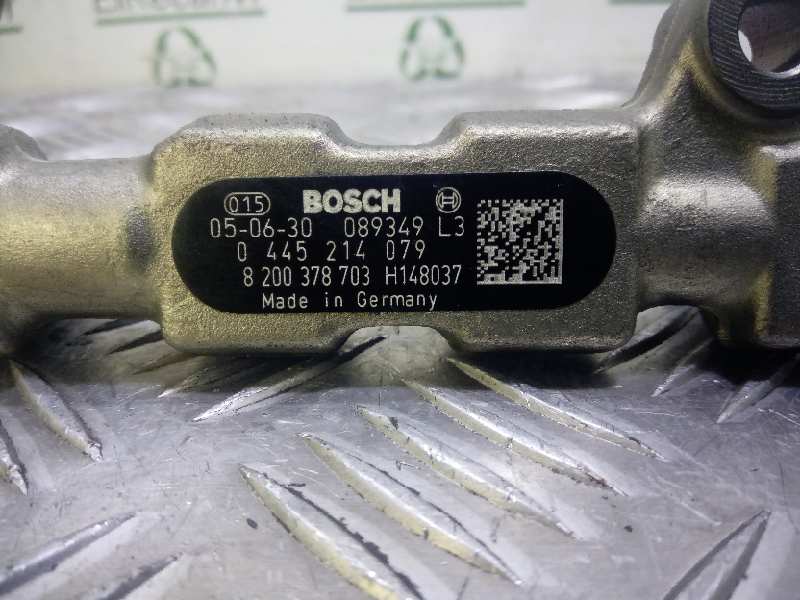 015 BOSCH
05-06-30 089349 L3
0 445 214 079
8 200 378 703 H148037
Made in Germany